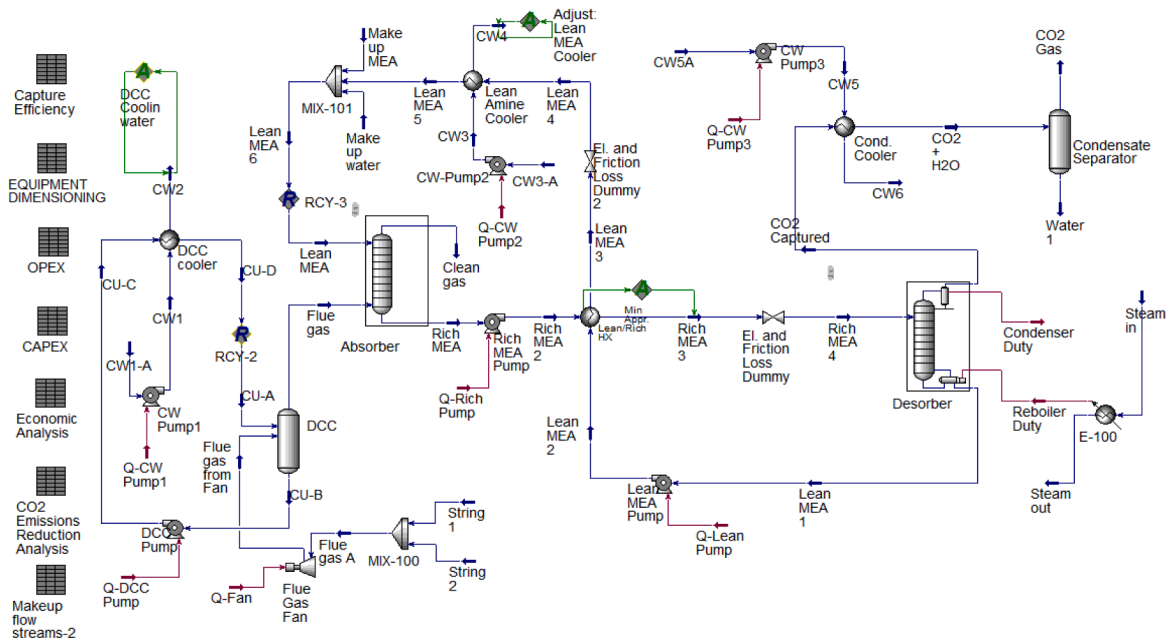 Capture
Efficiency
EQUIPMENT
DIMENSIONING
OPEX
CAPEX
Economic
Analysis
CO2
Emissions
Reduction
Analysis
Makeup
flow
streams-2
A
DCC
Coolin
water
CW2
DCC
cooler
CU-C
CU-D
CW1
R
RCY-2
CW1-A
CW
Pump1
Q-CW
Pump1
CU-A
DCC
Flue
gas
from
Fan
CU-B
DCC
Pump
Q-DCC
Pump
Q-Fan
Flue
Gas
Fan
Flue
gas A
MIX-100
String
1
String
2
Make
up
MEA
MIX-101
Make
up
water
Lean
MEA
6
R
RCY-3
Lean
MEA
Flue
gas
Absorber
Clean
gas
Rich
MEA
Rich
MEA
Pump
Q-Rich
Pump
Rich
MEA
2
CW4
A
Adjust:
Lean
MEA
Cooler
Lean
MEA
5
Lean
Amine
Cooler
Lean
MEA
4
CW3
CW-Pump2
CW3-A
Q-CW
Pump2
El. and
Friction
Loss
Dummy
2
Lean
MEA
3
A
Min
Appr.
Lean/Rich
HX
Rich
MEA
3
El. and
Friction
Loss
Dummy
Rich
MEA
4
Lean
MEA
2
Lean
MEA
Pump
Q-Lean
Pump
Lean
MEA
1
CW5A
CW
Pump3
Q-CW
Pump3
CW5
Cond.
Cooler
CO2
+
H2O
CW6
CO2
Gas
Condensate
Separator
Water
1
CO2
Captured
Desorber
Condenser
Duty
Reboiler
Duty
Steam
in
E-100
Steam
out